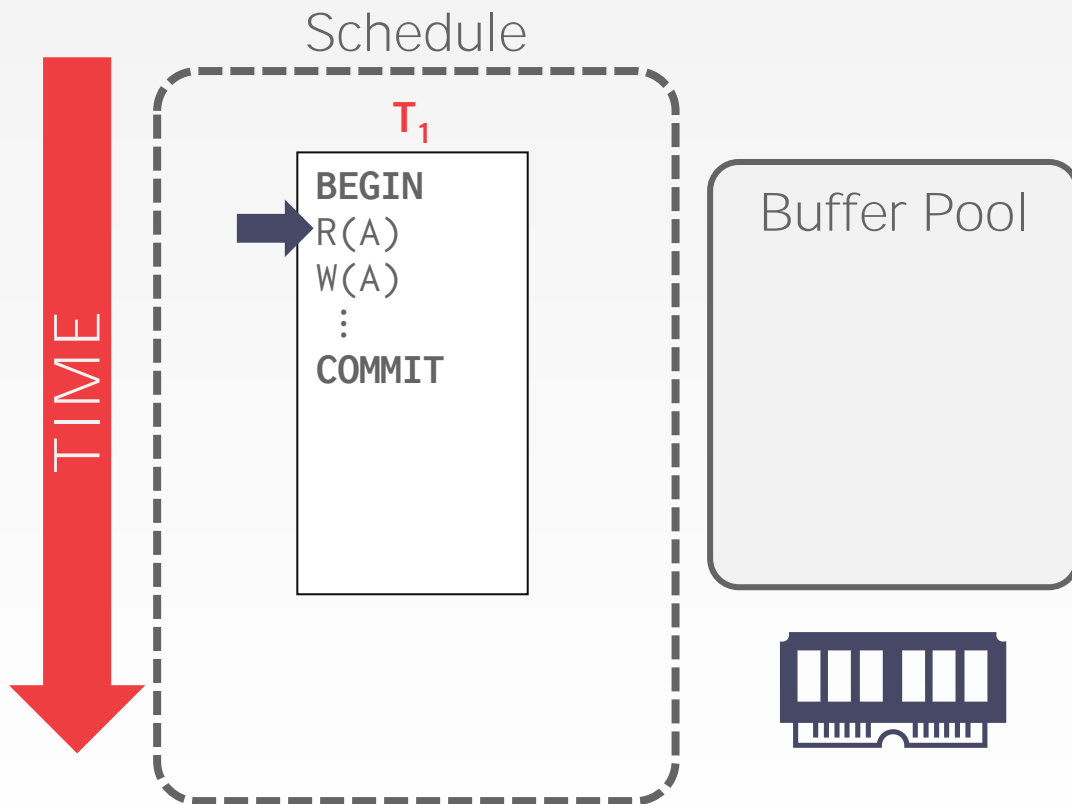 Schedule
TIME
T₁
BEGIN
R(A)
W(A)
⋮
COMMIT
Buffer Pool